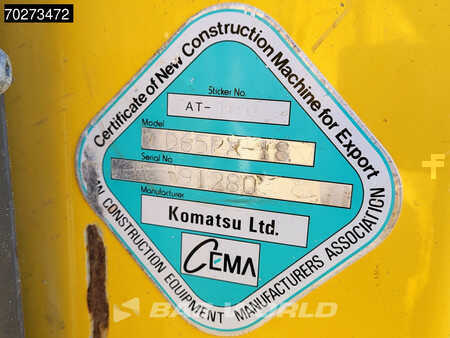 70273472
Certificate of New Construction Machine for Export
Sticker No.
AT-
Model
D65PX-18
Serial No
91280
Manufacturer
Komatsu Ltd.
CEMA
CONSTRUCTION EQUIPMENT MANUFACTURERS ASSOCIATION